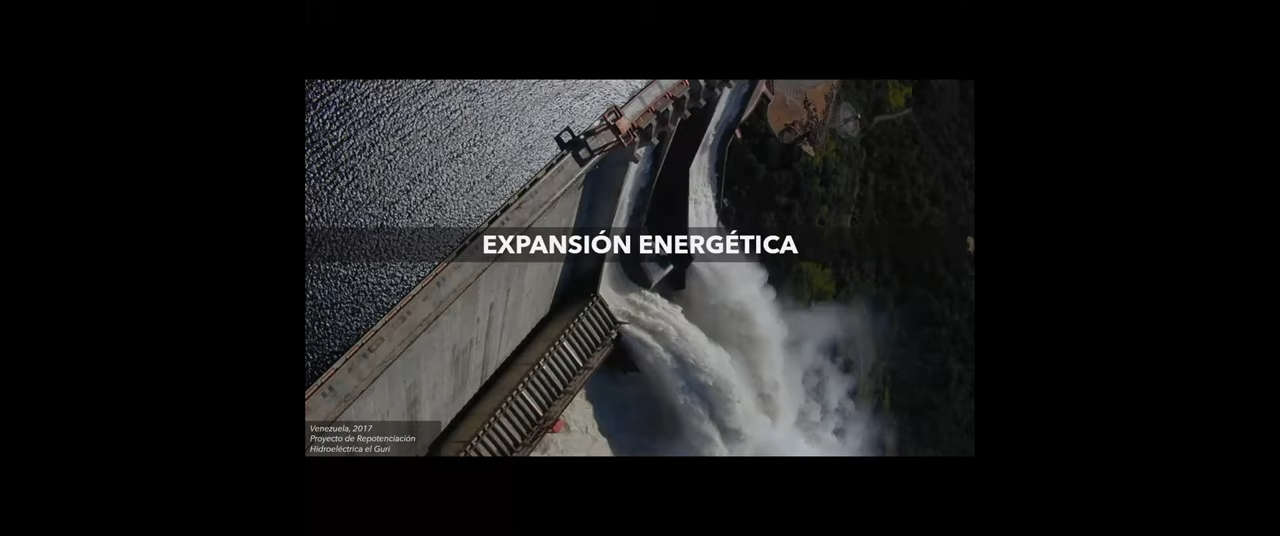 EXPANSIÓN ENERGÉTICA
Venezuela, 2017
Proyecto de Repotenciación
Hidroeléctrica el Guri